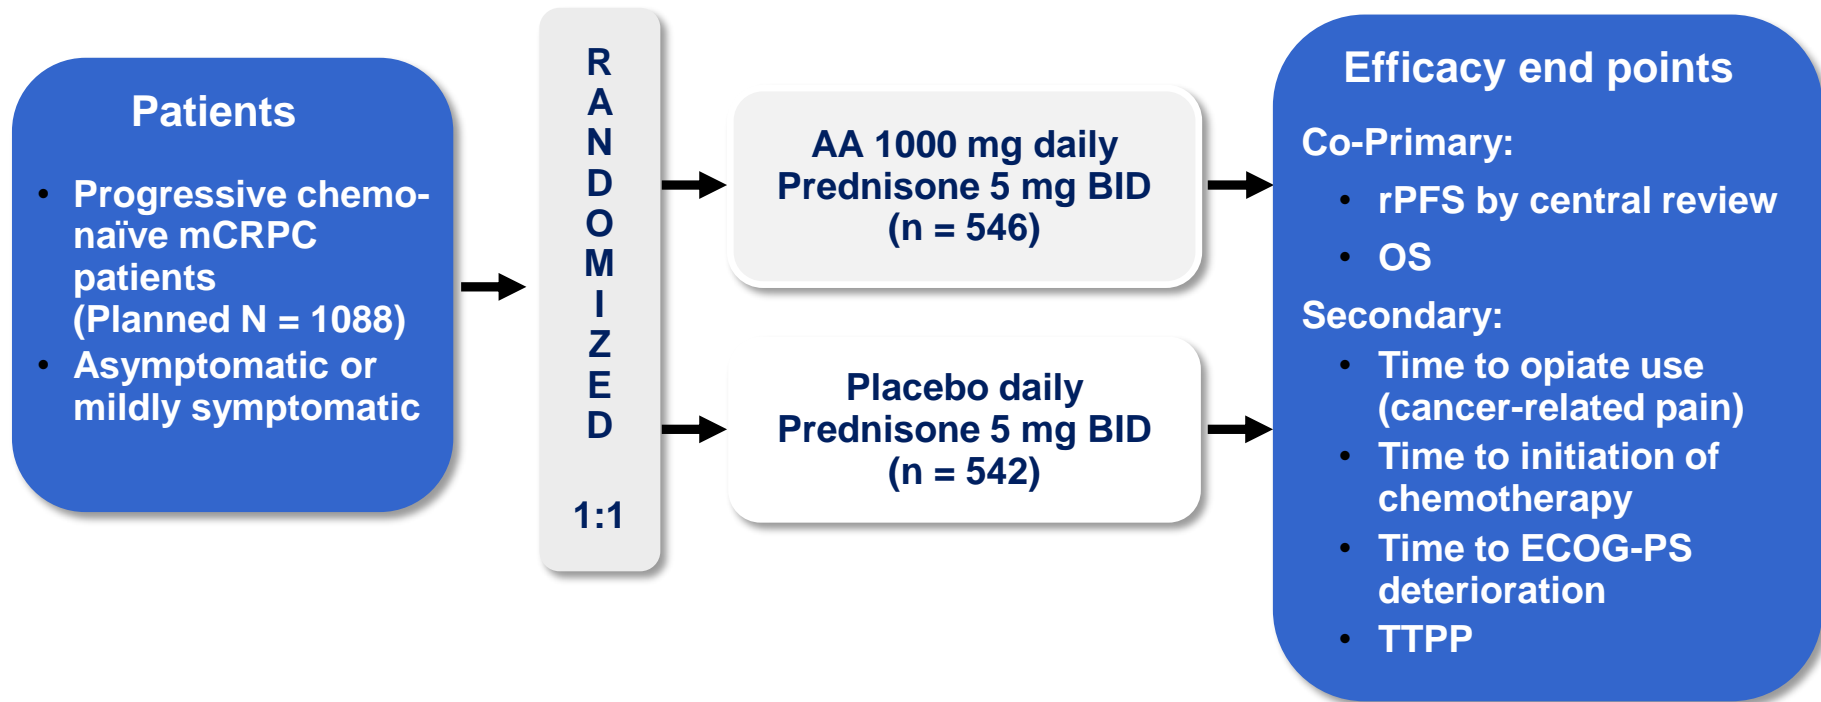 Patients
• Progressive chemo-
naïve mCRPC
patients
(Planned N = 1088)
• Asymptomatic or
mildly symptomatic
R
A
N
D
O
M
I
Z
E
D
1:1
AA 1000 mg daily
Prednisone 5 mg BID
(n = 546)
Placebo daily
Prednisone 5 mg BID
(n = 542)
Efficacy end points
Co-Primary:
• rPFS by central review
• OS
Secondary:
• Time to opiate use
(cancer-related pain)
• Time to initiation of
chemotherapy
• Time to ECOG-PS
deterioration
• TTPP